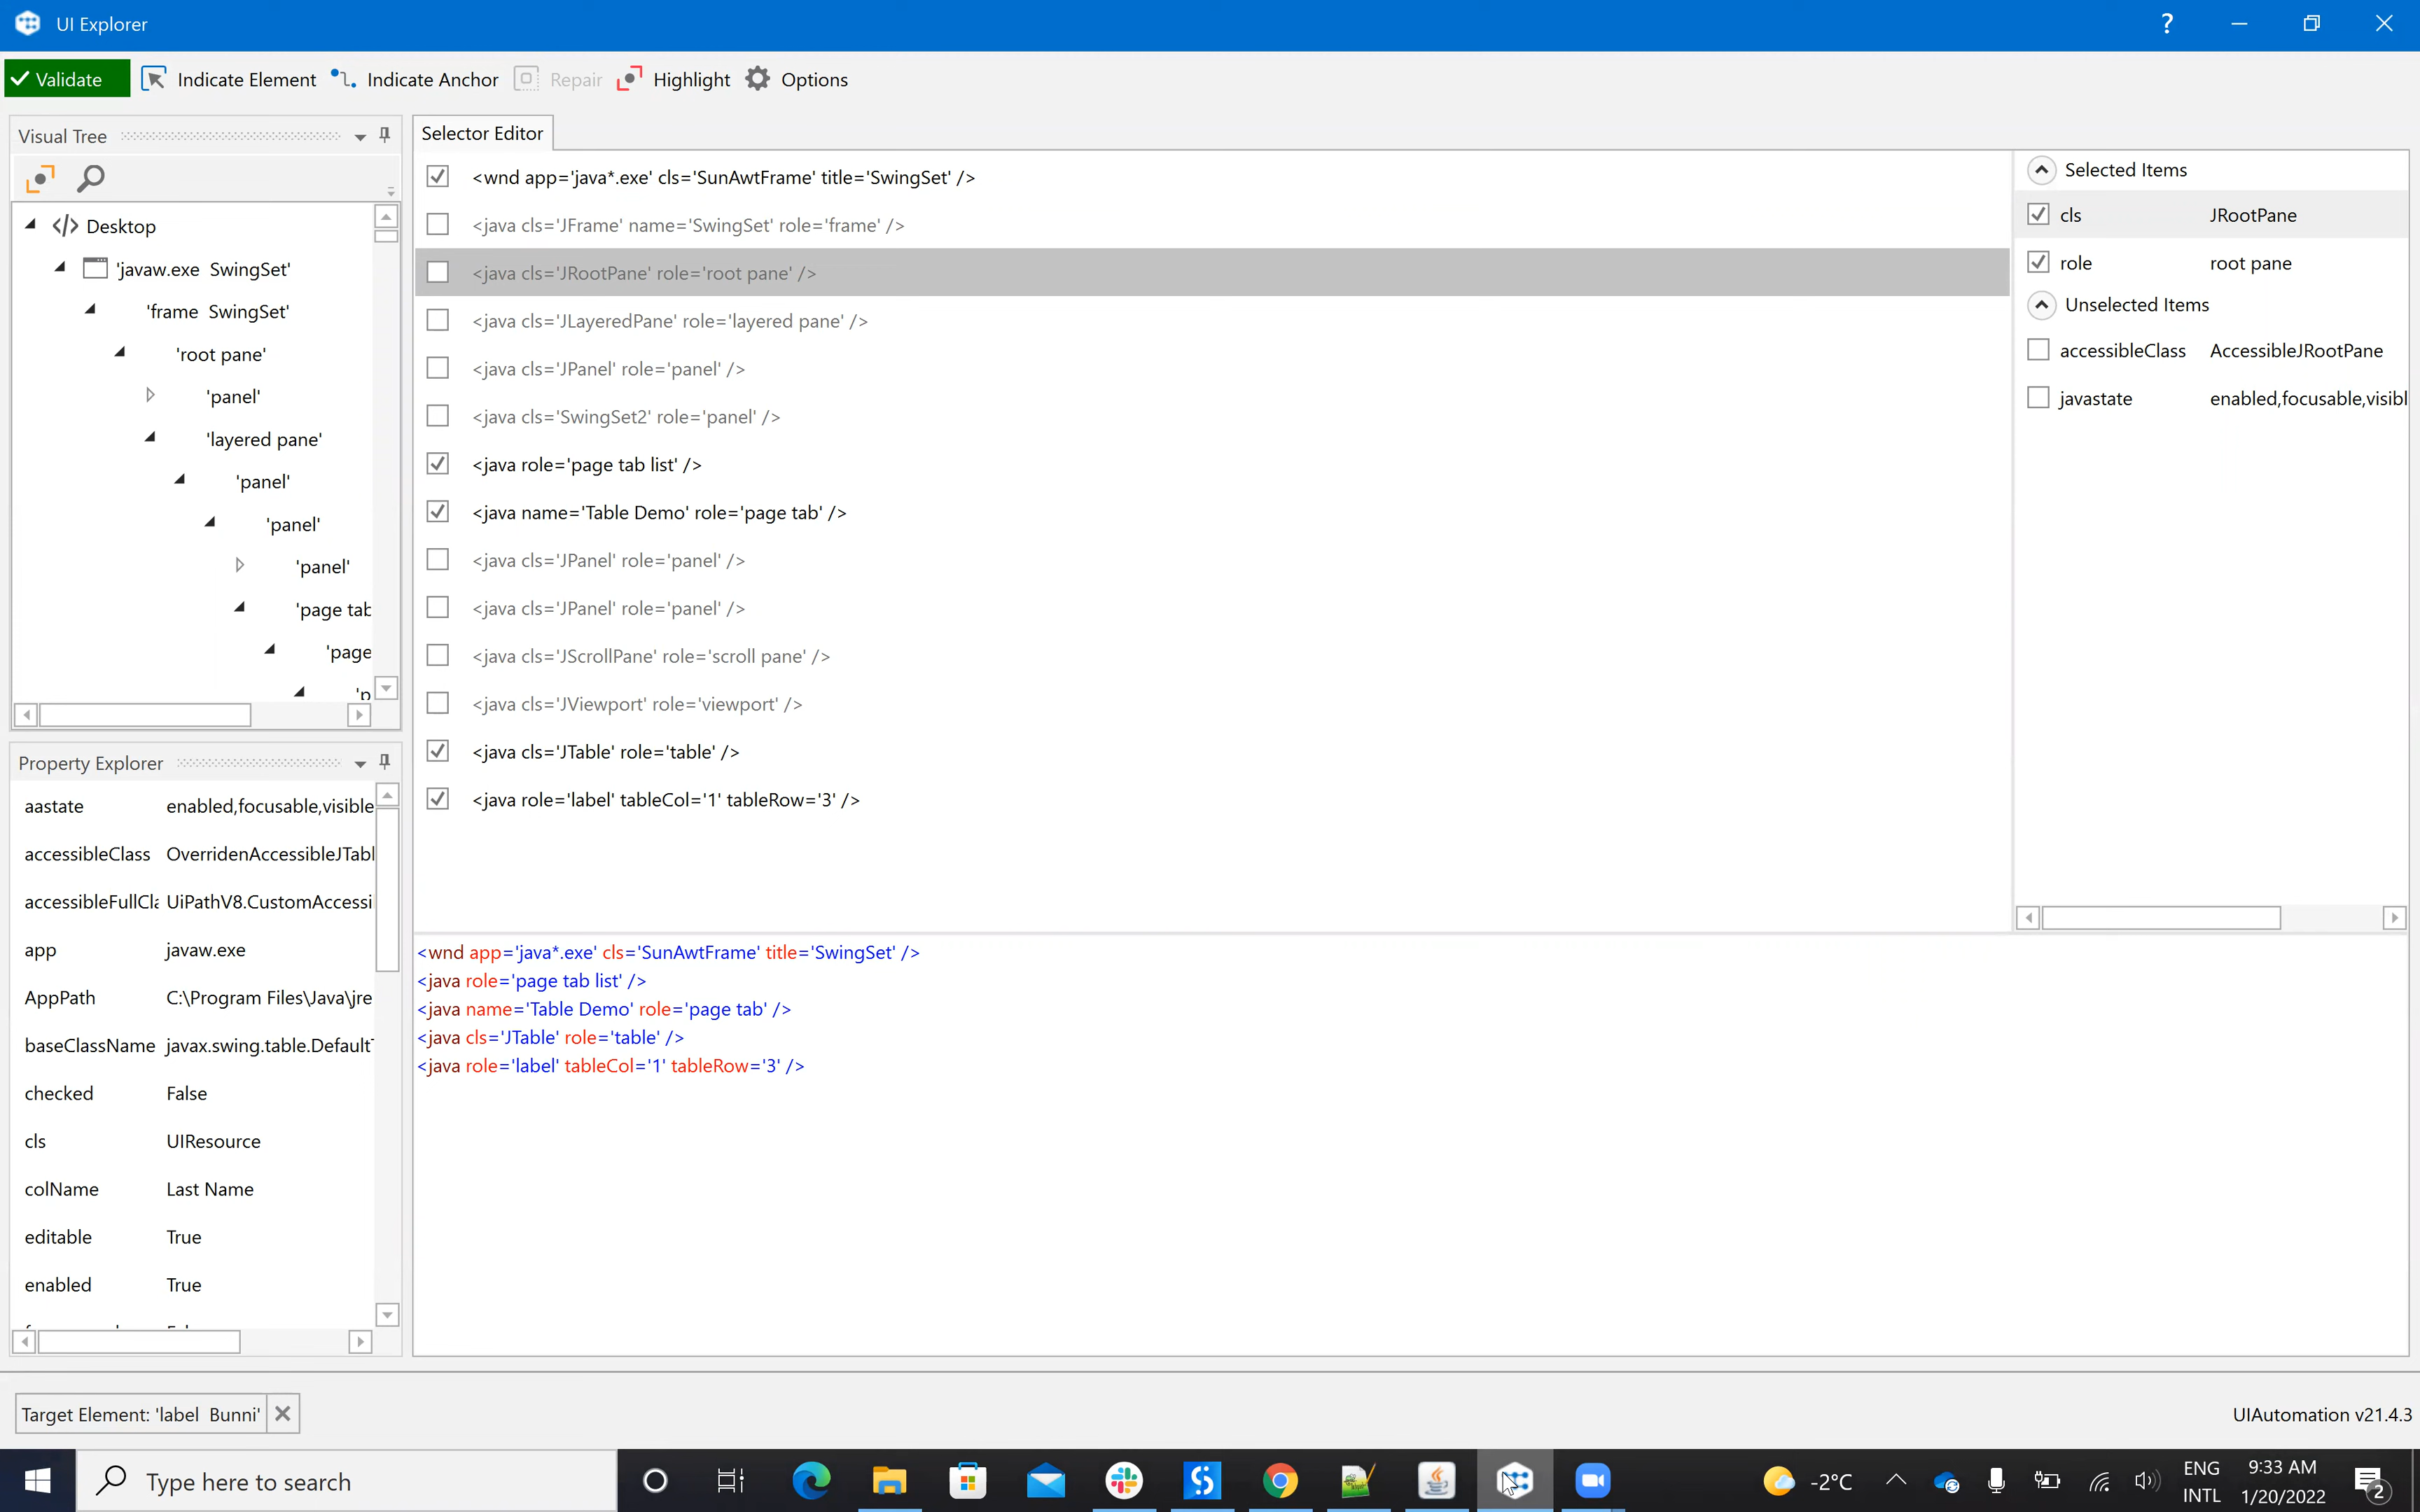 UI Explorer
?
Validate Indicate Element Indicate Anchor Repair Highlight Options
Visual Tree
</> Desktop
'javaw.exe SwingSet'
'frame SwingSet'
'root pane'
'panel'
'layered pane'
'panel'
'panel'
'panel'
'page tab
'page
'p
Property Explorer
aastate enabled,focusable,visible
accessibleClass OverridenAccessibleJTabl
accessibleFullCla UiPathV8.CustomAccessi
app javaw.exe
AppPath C:\Program Files\Java\jre
baseClassName javax.swing.table.Default
checked False
cls UIResource
colName Last Name
editable True
enabled True
Selector Editor
<wnd app='java*.exe' cls='SunAwtFrame' title='SwingSet' />
<java cls='JFrame' name='SwingSet' role='frame' />
<java cls='JRootPane' role='root pane' />
<java cls='JLayeredPane' role='layered pane' />
<java cls='JPanel' role='panel' />
<java cls='SwingSet2' role='panel' />
<java role='page tab list' />
<java name='Table Demo' role='page tab' />
<java cls='JPanel' role='panel' />
<java cls='JPanel' role='panel' />
<java cls='JScrollPane' role='scroll pane' />
<java cls='JViewport' role='viewport' />
<java cls='JTable' role='table' />
<java role='label' tableCol='1' tableRow='3' />
Selected Items
cls JRootPane
role root pane
Unselected Items
accessibleClass AccessibleJRootPane
javastate enabled,focusable,visibl
<wnd app='java*.exe' cls='SunAwtFrame' title='SwingSet' />
<java role='page tab list' />
<java name='Table Demo' role='page tab' />
<java cls='JTable' role='table' />
<java role='label' tableCol='1' tableRow='3' />
Target Element: 'label Bunni'
UIAutomation v21.4.3
Type here to search
-2°C
ENG
INTL
9:33 AM
1/20/2022
2